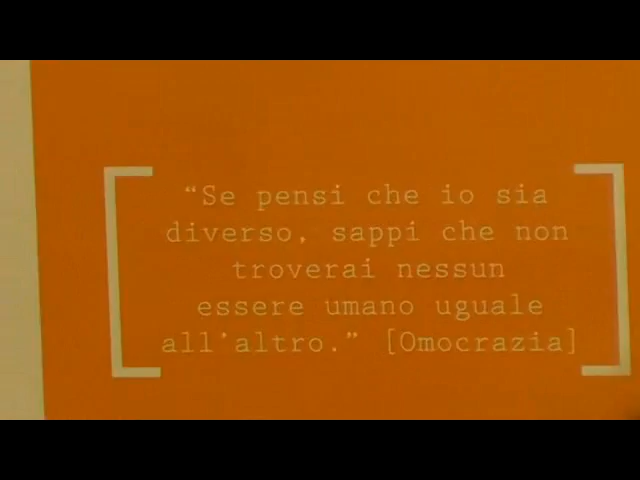 “Se pensi che io sia
diverso, sappi che non
troverai nessun
essere umano uguale
all'altro.” [Omocrazia]